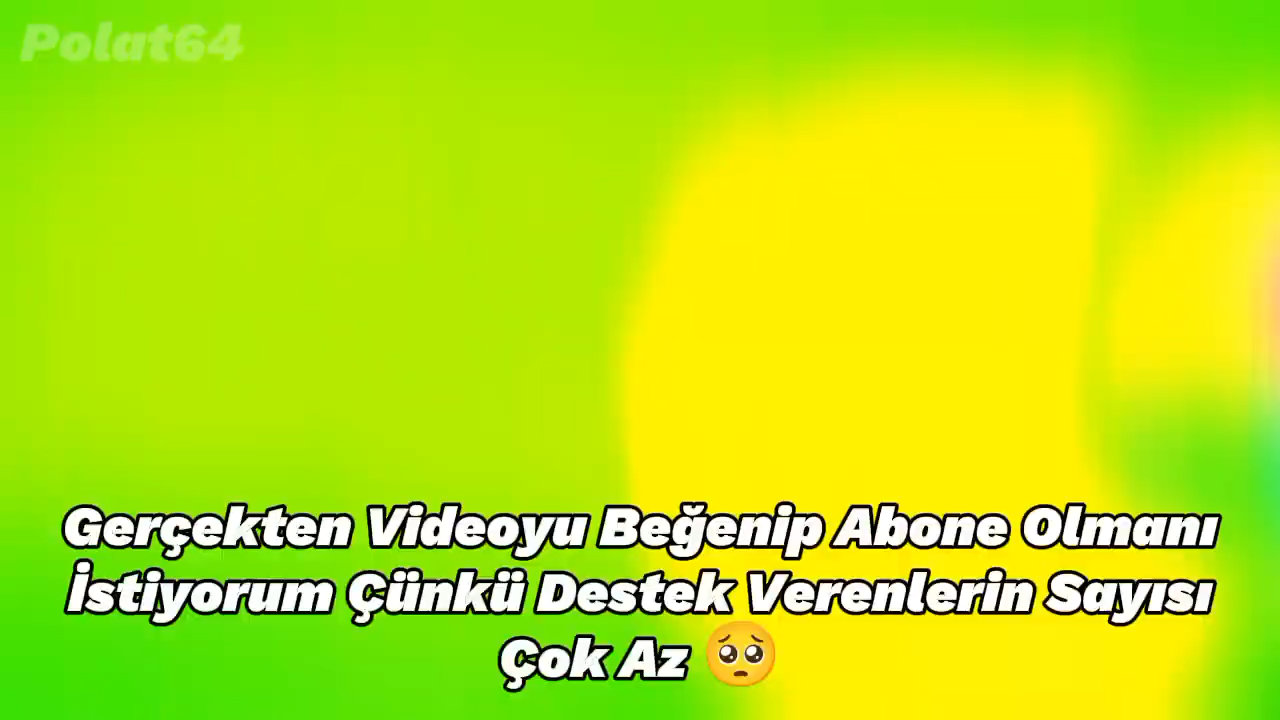 Polat64
Gerçekten Videoyu Beğenip Abone Olmanı
İstiyorum Çünkü Destek Verenlerin Sayısı
Çok Az 🥺